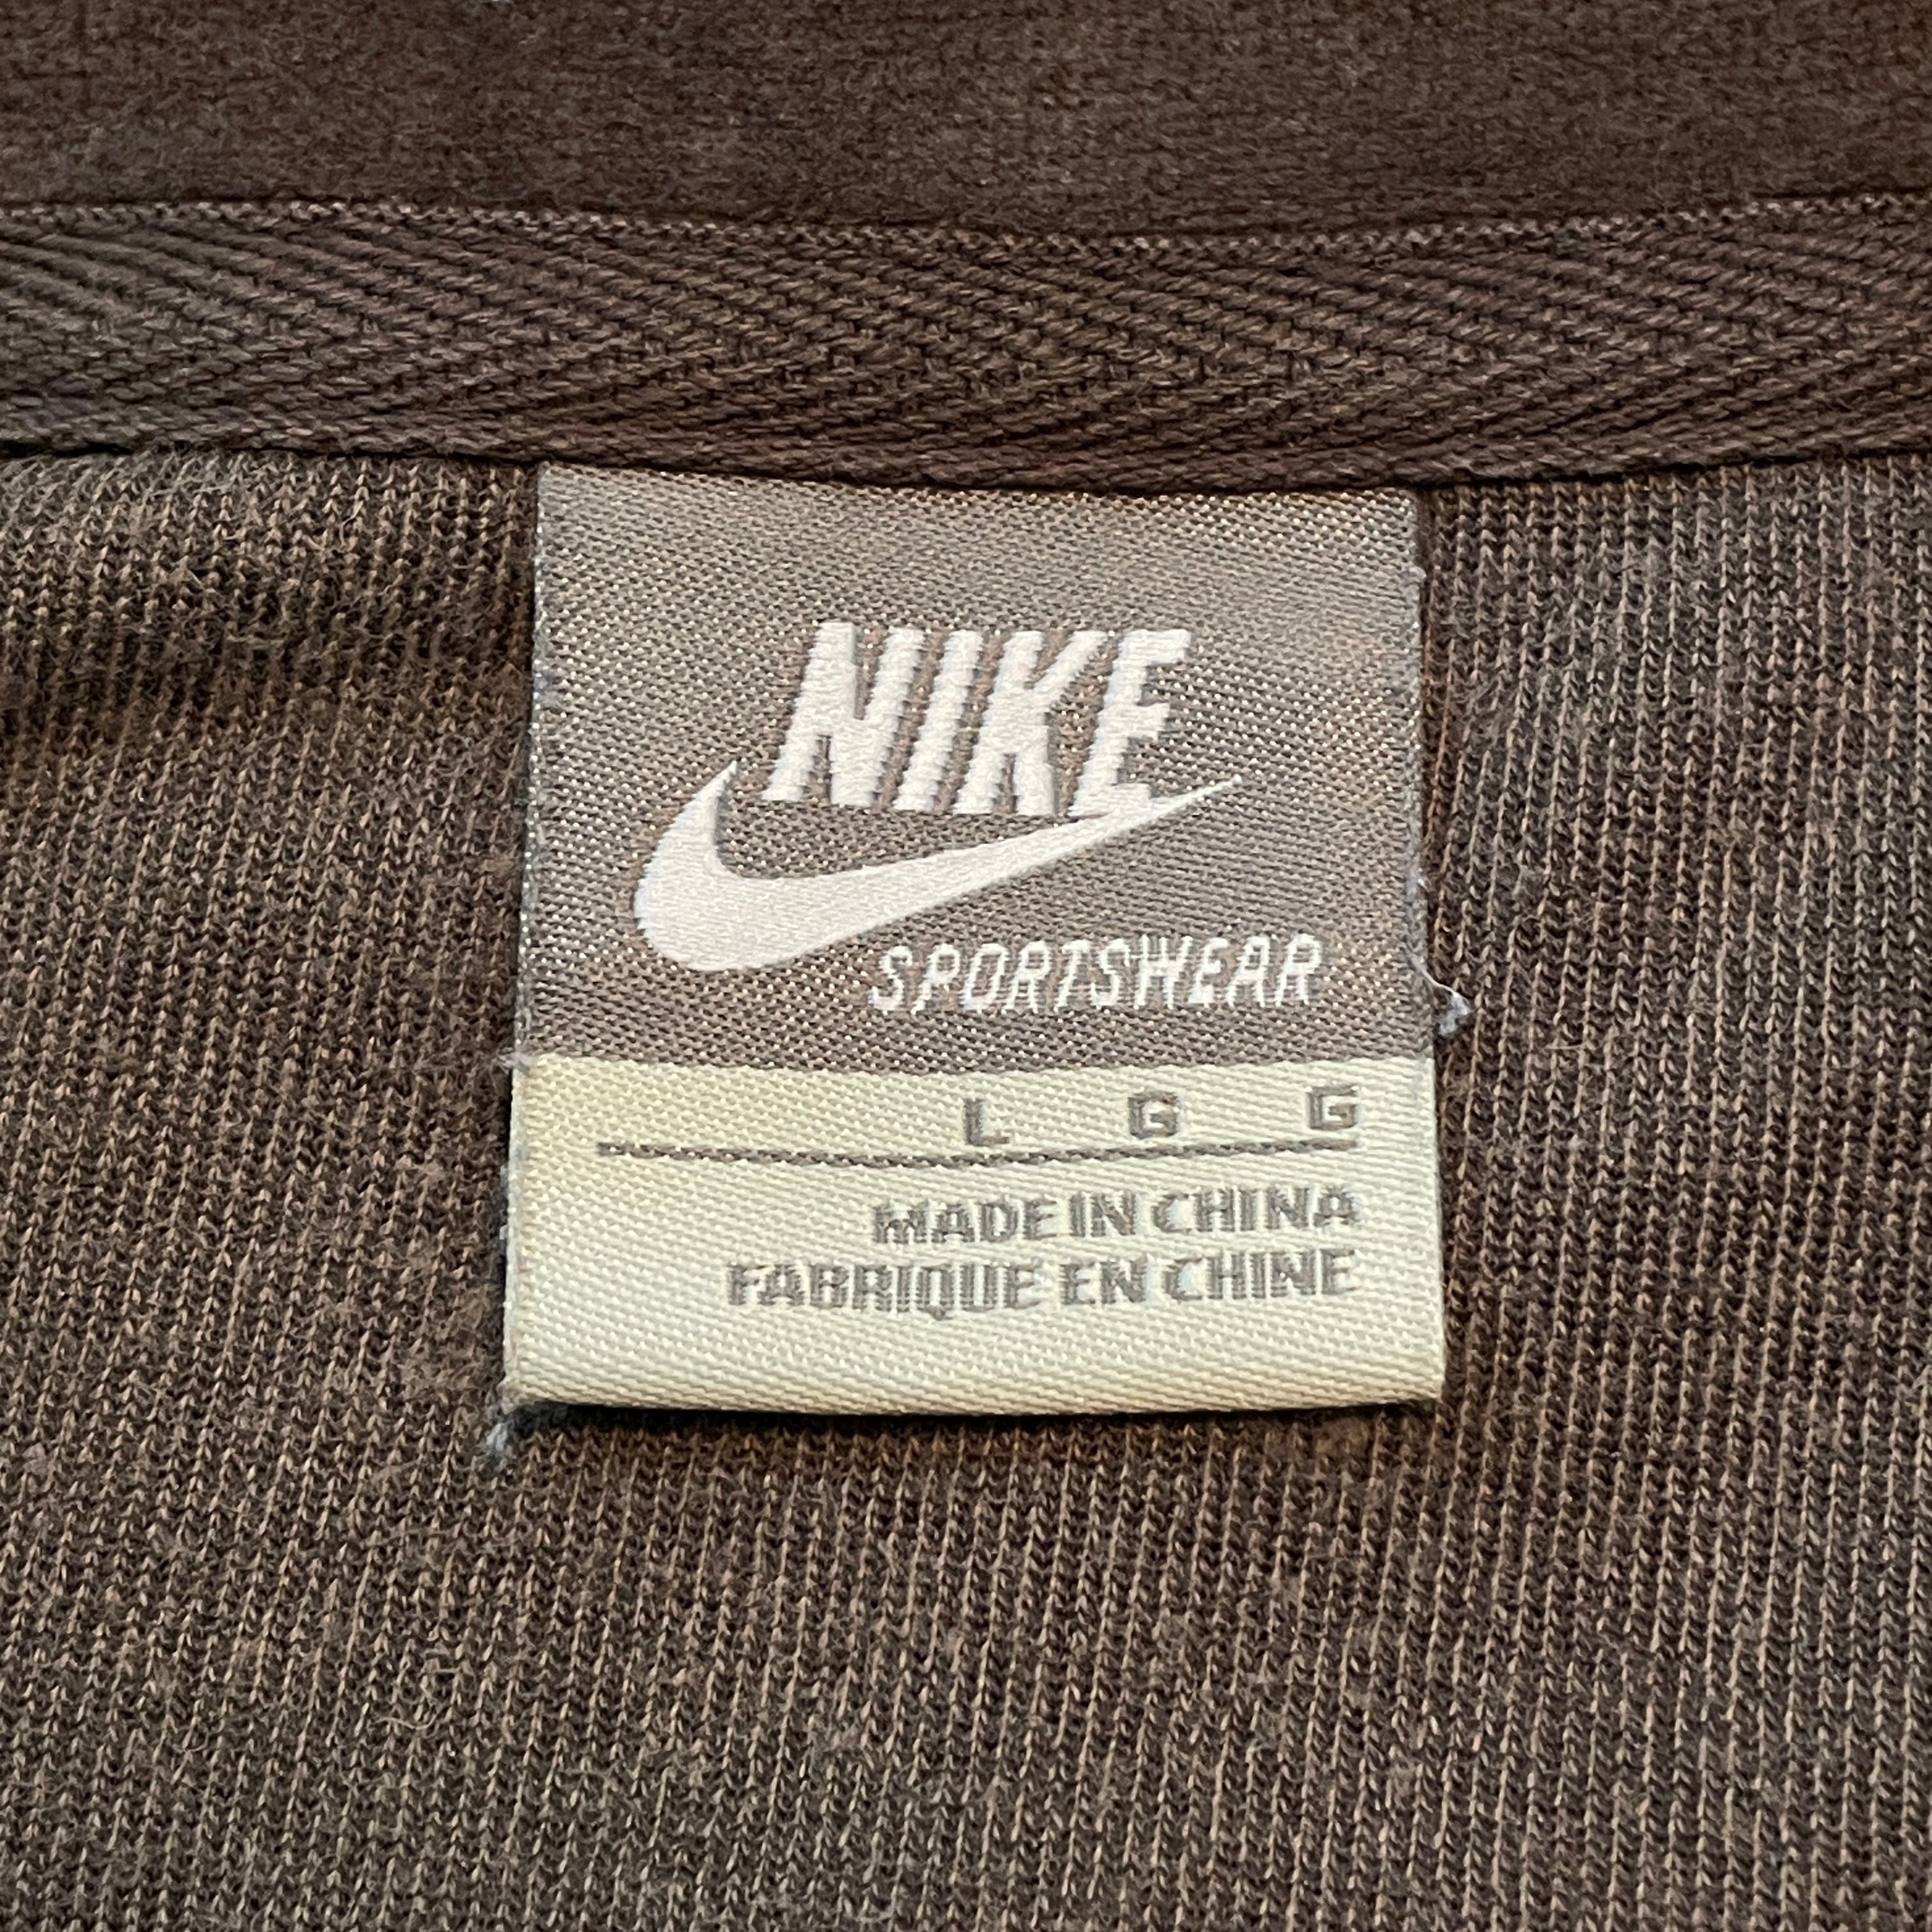 NIKE
SPORTSWEAR
L G G
MADE IN CHINA
FABRIQUE EN CHINE